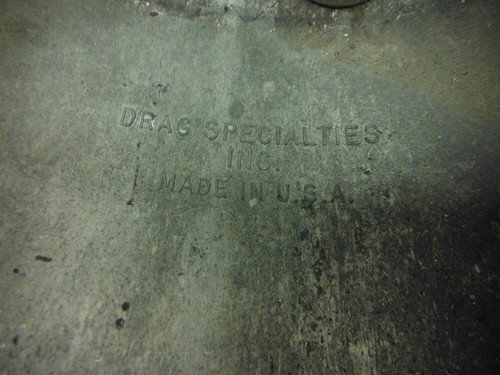 DRAG SPECIALTIES
INC.
MADE IN U.S.A.